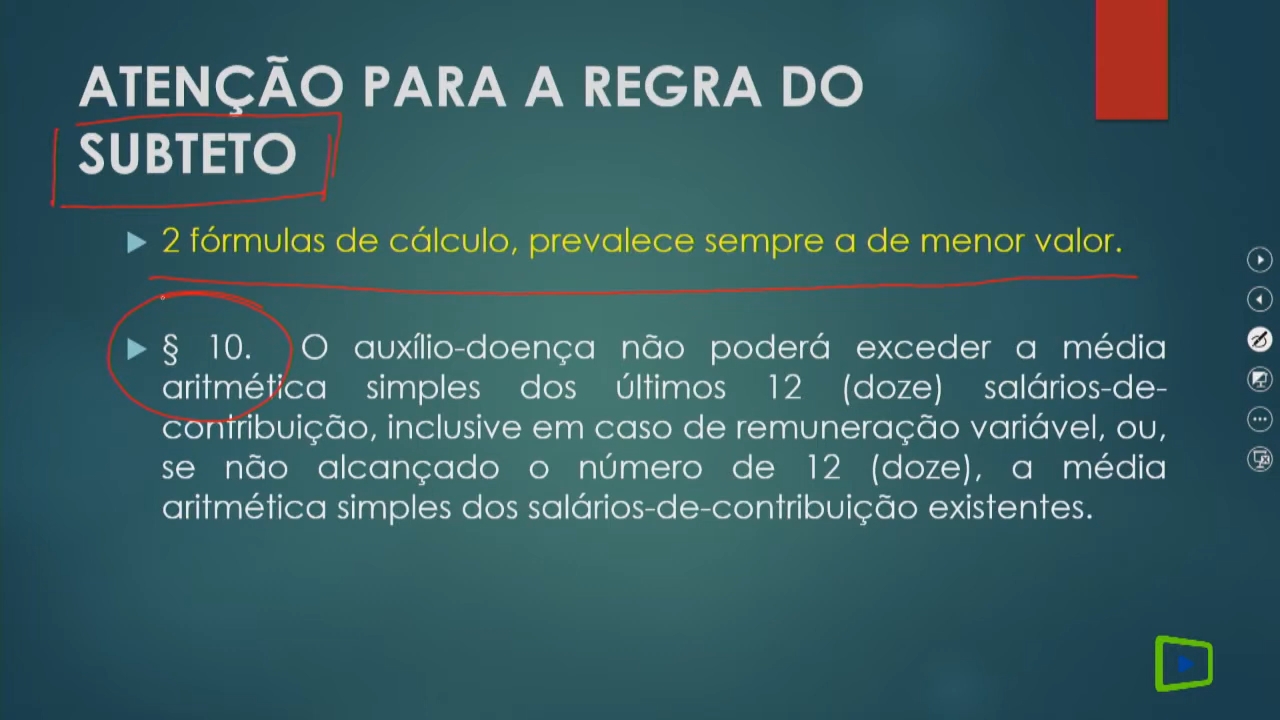 ATENÇÃO PARA A REGRA DO
SUBTETO
2 fórmulas de cálculo, prevalece sempre a de menor valor.
§ 10. O auxílio-doença não poderá exceder a média
aritmética simples dos últimos 12 (doze) salários-de-
contribuição, inclusive em caso de remuneração variável, ou,
se não alcançado o número de 12 (doze), a média
aritmética simples dos salários-de-contribuição existentes.